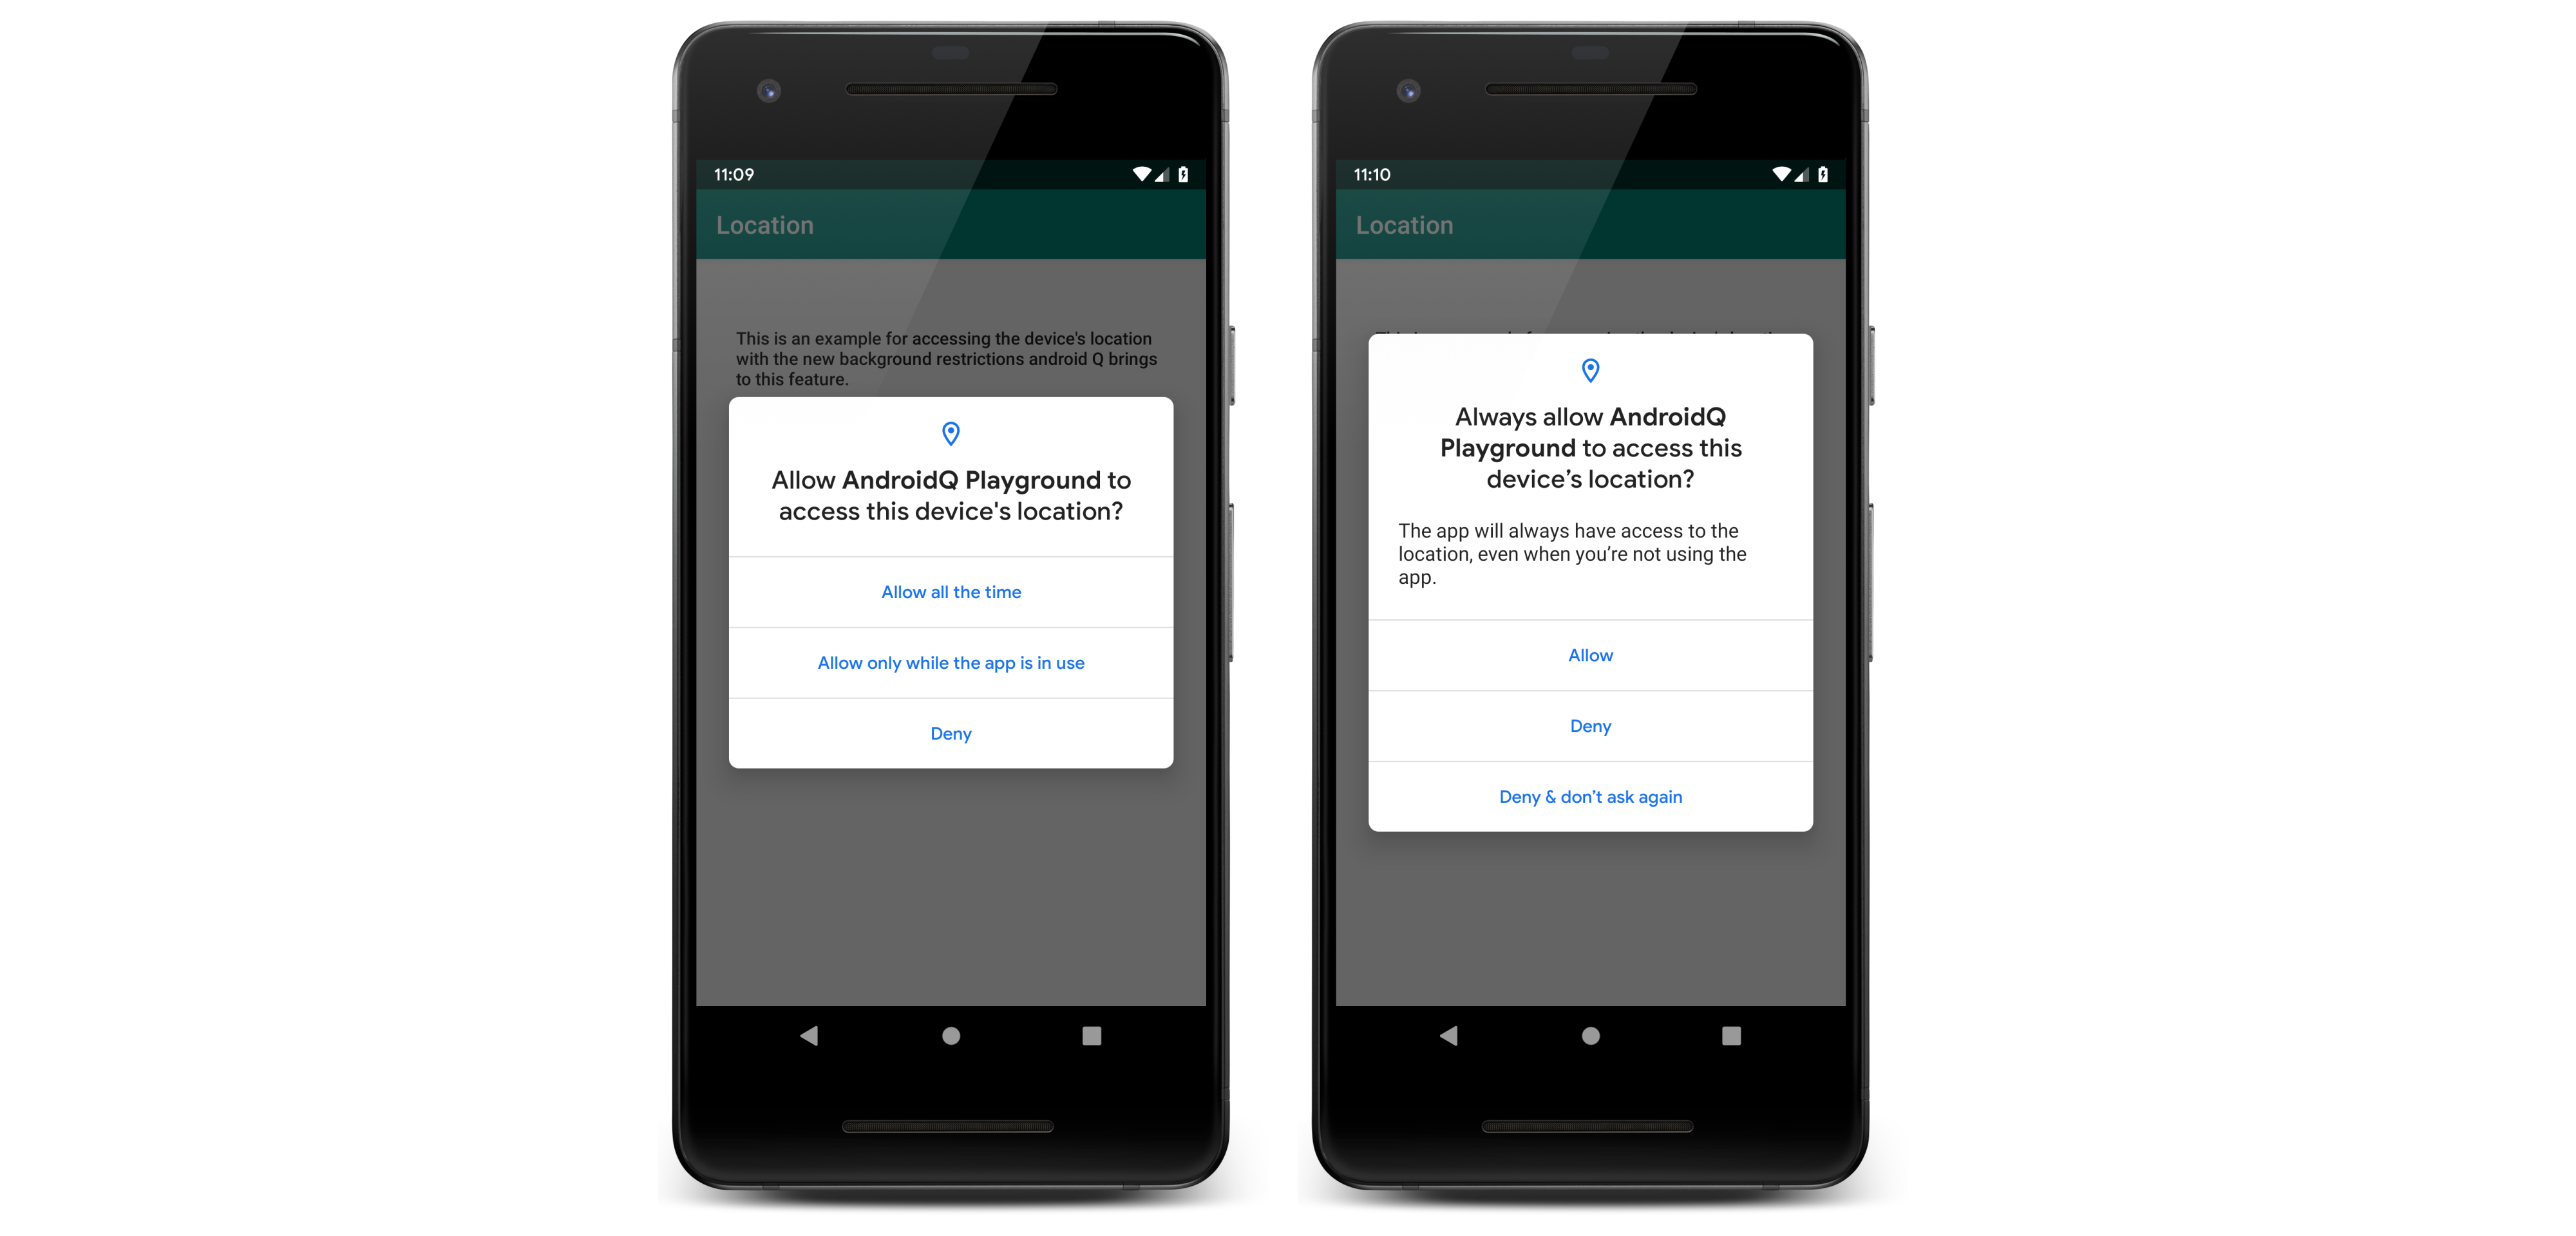 11:09
Location
This is an example for accessing the device's location
with the new background restrictions android Q brings
to this feature.
Allow AndroidQ Playground to
access this device's location?
Allow all the time
Allow only while the app is in use
Deny
11:10
Location
Always allow AndroidQ
Playground to access this
device’s location?
The app will always have access to the
location, even when you’re not using the
app.
Allow
Deny
Deny & don’t ask again